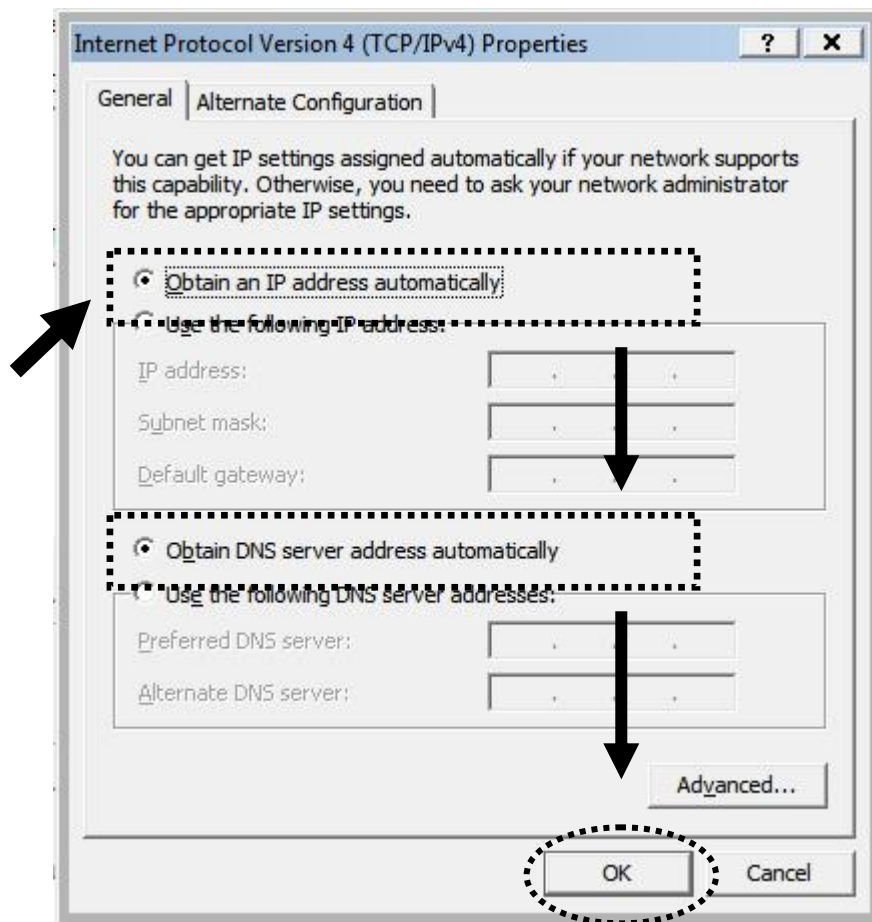 Internet Protocol Version 4 (TCP/IPv4) Properties
General
Alternate Configuration
You can get IP settings assigned automatically if your network supports
this capability. Otherwise, you need to ask your network administrator
for the appropriate IP settings.
Obtain an IP address automatically
Use the following IP address:
IP address:
Subnet mask:
Default gateway:
Obtain DNS server address automatically
Use the following DNS server addresses:
Preferred DNS server:
Alternate DNS server:
Advanced...
OK
Cancel